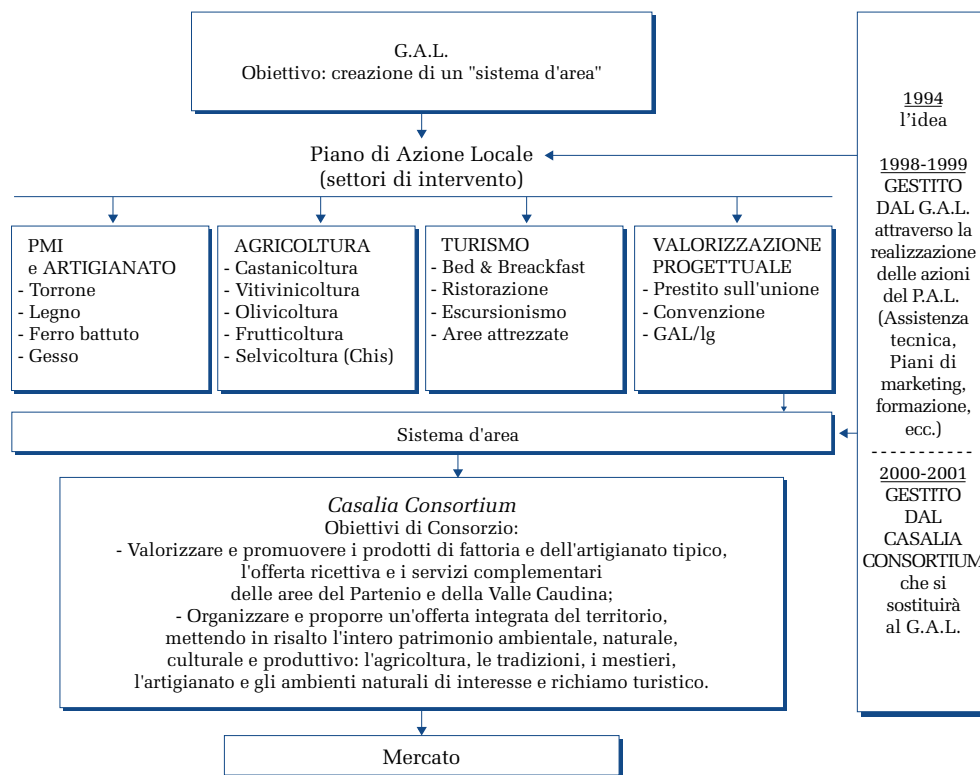 G.A.L.
Obiettivo: creazione di un "sistema d'area"
Piano di Azione Locale
(settori di intervento)
PMI
e ARTIGIANATO
- Torrone
- Legno
- Ferro battuto
- Gesso
AGRICOLTURA
- Castanicoltura
- Vitivinicoltura
- Olivicoltura
- Frutticoltura
- Selvicoltura (Chis)
TURISMO
- Bed & Breackfast
- Ristorazione
- Escursionismo
- Aree attrezzate
VALORIZZAZIONE
PROGETTUALE
- Prestito sull'unione
- Convenzione
- GAL/lg
Sistema d'area
Casalia Consortium
Obiettivi di Consorzio:
- Valorizzare e promuovere i prodotti di fattoria e dell'artigianato tipico,
l'offerta ricettiva e i servizi complementari
delle aree del Partenio e della Valle Caudina;
- Organizzare e proporre un'offerta integrata del territorio,
mettendo in risalto l'intero patrimonio ambientale, naturale,
culturale e produttivo: l'agricoltura, le tradizioni, i mestieri,
l'artigianato e gli ambienti naturali di interesse e richiamo turistico.
Mercato
1994
l'idea
1998-1999
GESTITO
DAL G.A.L.
attraverso la
realizzazione
delle azioni
del P.A.L.
(Assistenza
tecnica,
Piani di
marketing,
formazione,
ecc.)
-----------
2000-2001
GESTITO
DAL
CASALIA
CONSORTIUM
che si
sostituirà
al G.A.L.